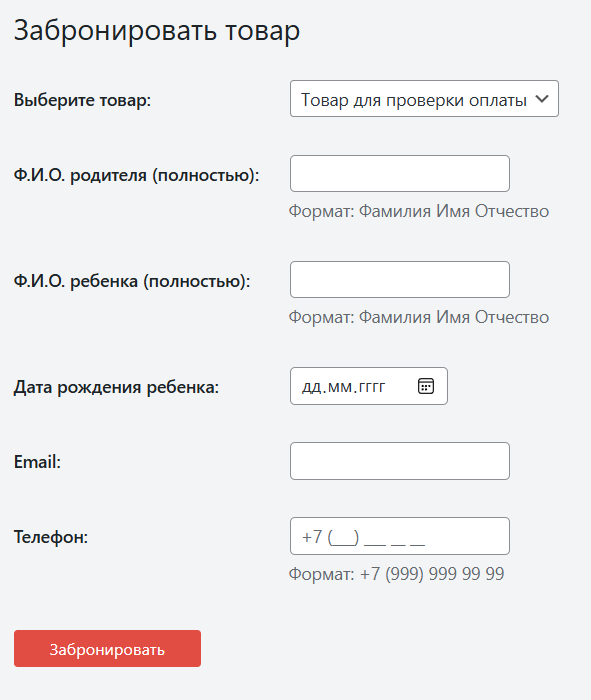 Забронировать товар
Выберите товар: Товар для проверки оплаты
Ф.И.О. родителя (полностью):
Формат: Фамилия Имя Отчество
Ф.И.О. ребенка (полностью):
Формат: Фамилия Имя Отчество
Дата рождения ребенка: дд.мм.гггг
Email:
Телефон: +7 (___) ___ __ __
Формат: +7 (999) 999 99 99
Забронировать